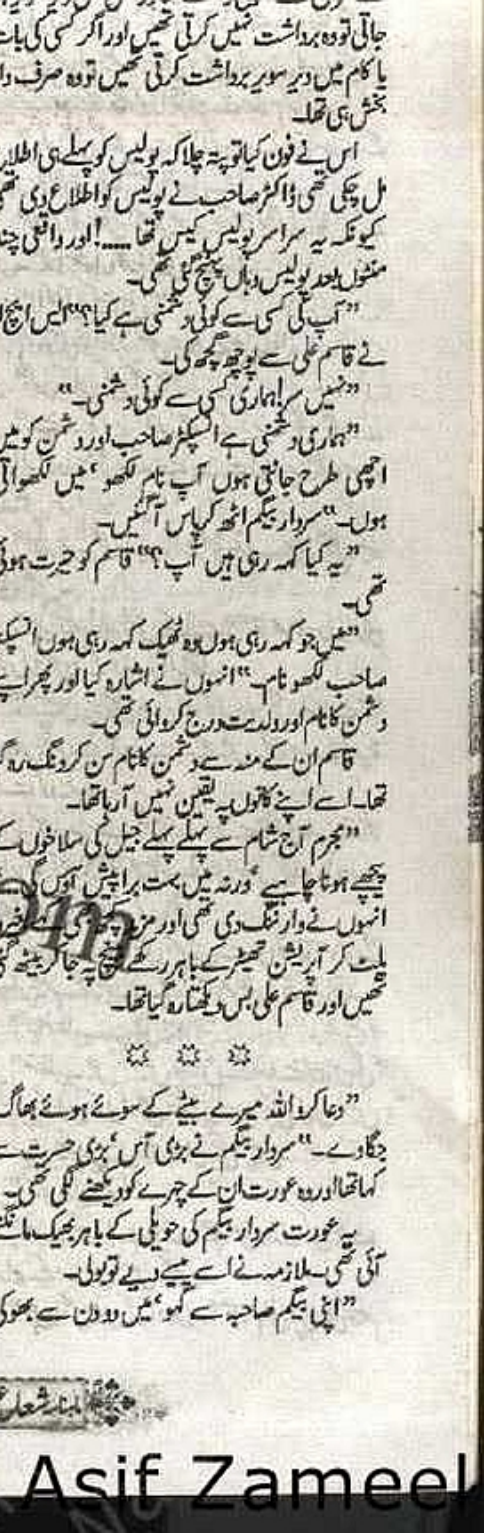 جاتی تو وہ برداشت نہیں کرتی تھیں اور اگر کسی کی بات
یا کام میں دیر سویر برداشت کرتی تھیں تو وہ صرف
بخش ہی تھا۔
اس نے فون کیا تو پتہ چلا کہ پولیس کو پہلے ہی
مل چکی تھی ڈاکٹر صاحب نے پولیس کو اطلاع دی تھی
کیونکہ یہ سراسر پولیس کیس تھا.....! اور واقعی
منٹوں بعد پولیس وہاں پہنچ گئی تھی۔
”آپ کی کسی سے کوئی دشمنی ہے کیا؟“ ایس ایچ
نے قاسم علی سے پوچھ گچھ کی۔
”نہیں سر! ہماری کسی سے کوئی دشمنی۔“
”ہماری دشمنی ہے انسپکٹر صاحب اور دشمن کو میں
اچھی طرح جانتی ہوں آپ نام لکھو ‘ میں لکھواتی
ہوں۔“ سردار بیگم اٹھ کر پاس آ گئیں۔
”یہ کیا کہہ رہی ہیں آپ؟“ قاسم کو حیرت ہوئی
تھی۔
”میں جو کہہ رہی ہوں وہ ٹھیک کہہ رہی ہوں
صاحب لکھو نام۔“ انہوں نے اشارہ کیا اور پھر اپنے
دشمن کا نام اور ولدیت درج کروائی تھی۔
قاسم ان کے منہ سے دشمن کا نام سن کر دنگ رہ
تھا۔ اسے اپنے کانوں پہ یقین نہیں آ رہا تھا۔
”مجرم آج شام سے پہلے پہلے جیل کی سلاخوں کے
پیچھے ہونا چاہیے ‘ ورنہ میں بہت برا پیش آؤں گی
انہوں نے وارننگ دی تھی اور مزید کچھ
پلٹ کر آپریشن تھیٹر کے باہر رکھے بینچ پہ جا کر بیٹھ
تھیں اور قاسم علی بس دیکھتا رہ گیا تھا۔
”دعا کرو اللہ میرے بیٹے کے سوئے ہوئے بھاگ
جگا دے۔“ سردار بیگم نے بڑی آس ‘ بڑی حسرت سے
کہا تھا اور وہ عورت ان کے چہرے کو دیکھنے لگی تھی۔
یہ عورت سردار بیگم کی حویلی کے باہر بھیک مانگنے
آئی تھی۔ ملازمہ نے اسے پیسے دیے تو بولی۔
”اپنی بیگم صاحبہ سے کہو ‘ میں دو دن سے بھوکی
ماہنامہ شعاع
Asif Zameel
om